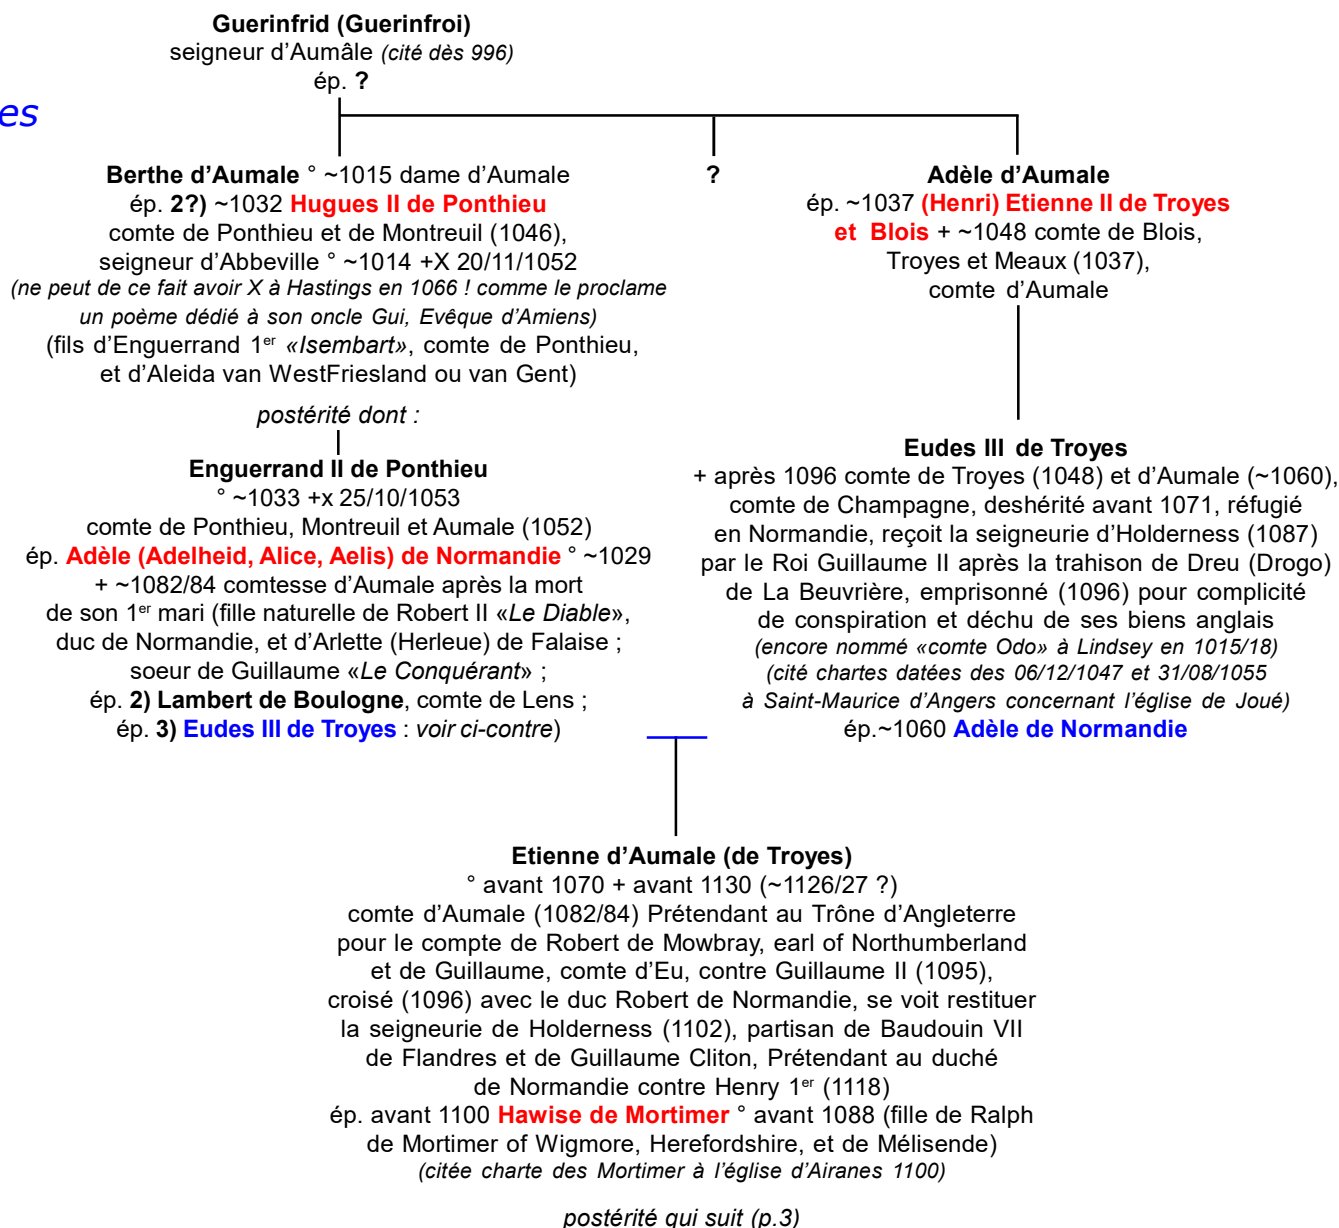 Guerinfrid (Guerinfroi)
seigneur d'Aumâle (cité dès 996)
ép. ?
es
Berthe d'Aumale ° ~1015 dame d'Aumale
ép. 2?) ~1032 Hugues II de Ponthieu
comte de Ponthieu et de Montreuil (1046),
seigneur d'Abbeville ° ~1014 +X 20/11/1052
(ne peut de ce fait avoir X à Hastings en 1066 ! comme le proclame
un poème dédié à son oncle Gui, Evêque d'Amiens)
(fils d'Enguerrand 1er «Isembart», comte de Ponthieu,
et d'Aleida van WestFriesland ou van Gent)
postérité dont :
?
Adèle d'Aumale
ép. ~1037 (Henri) Etienne II de Troyes
et Blois + ~1048 comte de Blois,
Troyes et Meaux (1037),
comte d'Aumale
Enguerrand II de Ponthieu
° ~1033 +x 25/10/1053
comte de Ponthieu, Montreuil et Aumale (1052)
ép. Adèle (Adelheid, Alice, Aelis) de Normandie ° ~1029
+ ~1082/84 comtesse d'Aumale après la mort
de son 1er mari (fille naturelle de Robert II «Le Diable»,
duc de Normandie, et d'Arlette (Herleue) de Falaise ;
soeur de Guillaume «Le Conquérant» ;
ép. 2) Lambert de Boulogne, comte de Lens ;
ép. 3) Eudes III de Troyes : voir ci-contre)
Eudes III de Troyes
+ après 1096 comte de Troyes (1048) et d'Aumale (~1060),
comte de Champagne, deshérité avant 1071, réfugié
en Normandie, reçoit la seigneurie d'Holderness (1087)
par le Roi Guillaume II après la trahison de Dreu (Drogo)
de La Beuvrière, emprisonné (1096) pour complicité
de conspiration et déchu de ses biens anglais
(encore nommé «comte Odo» à Lindsey en 1015/18)
(cité chartes datées des 06/12/1047 et 31/08/1055
à Saint-Maurice d'Angers concernant l'église de Joué)
ép.~1060 Adèle de Normandie
Etienne d'Aumale (de Troyes)
° avant 1070 + avant 1130 (~1126/27 ?)
comte d'Aumale (1082/84) Prétendant au Trône d'Angleterre
pour le compte de Robert de Mowbray, earl of Northumberland
et de Guillaume, comte d'Eu, contre Guillaume II (1095),
croisé (1096) avec le duc Robert de Normandie, se voit restituer
la seigneurie de Holderness (1102), partisan de Baudouin VII
de Flandres et de Guillaume Cliton, Prétendant au duché
de Normandie contre Henry 1er (1118)
ép. avant 1100 Hawise de Mortimer ° avant 1088 (fille de Ralph
de Mortimer of Wigmore, Herefordshire, et de Mélisende)
(citée charte des Mortimer à l'église d'Airanes 1100)
postérité qui suit (p.3)